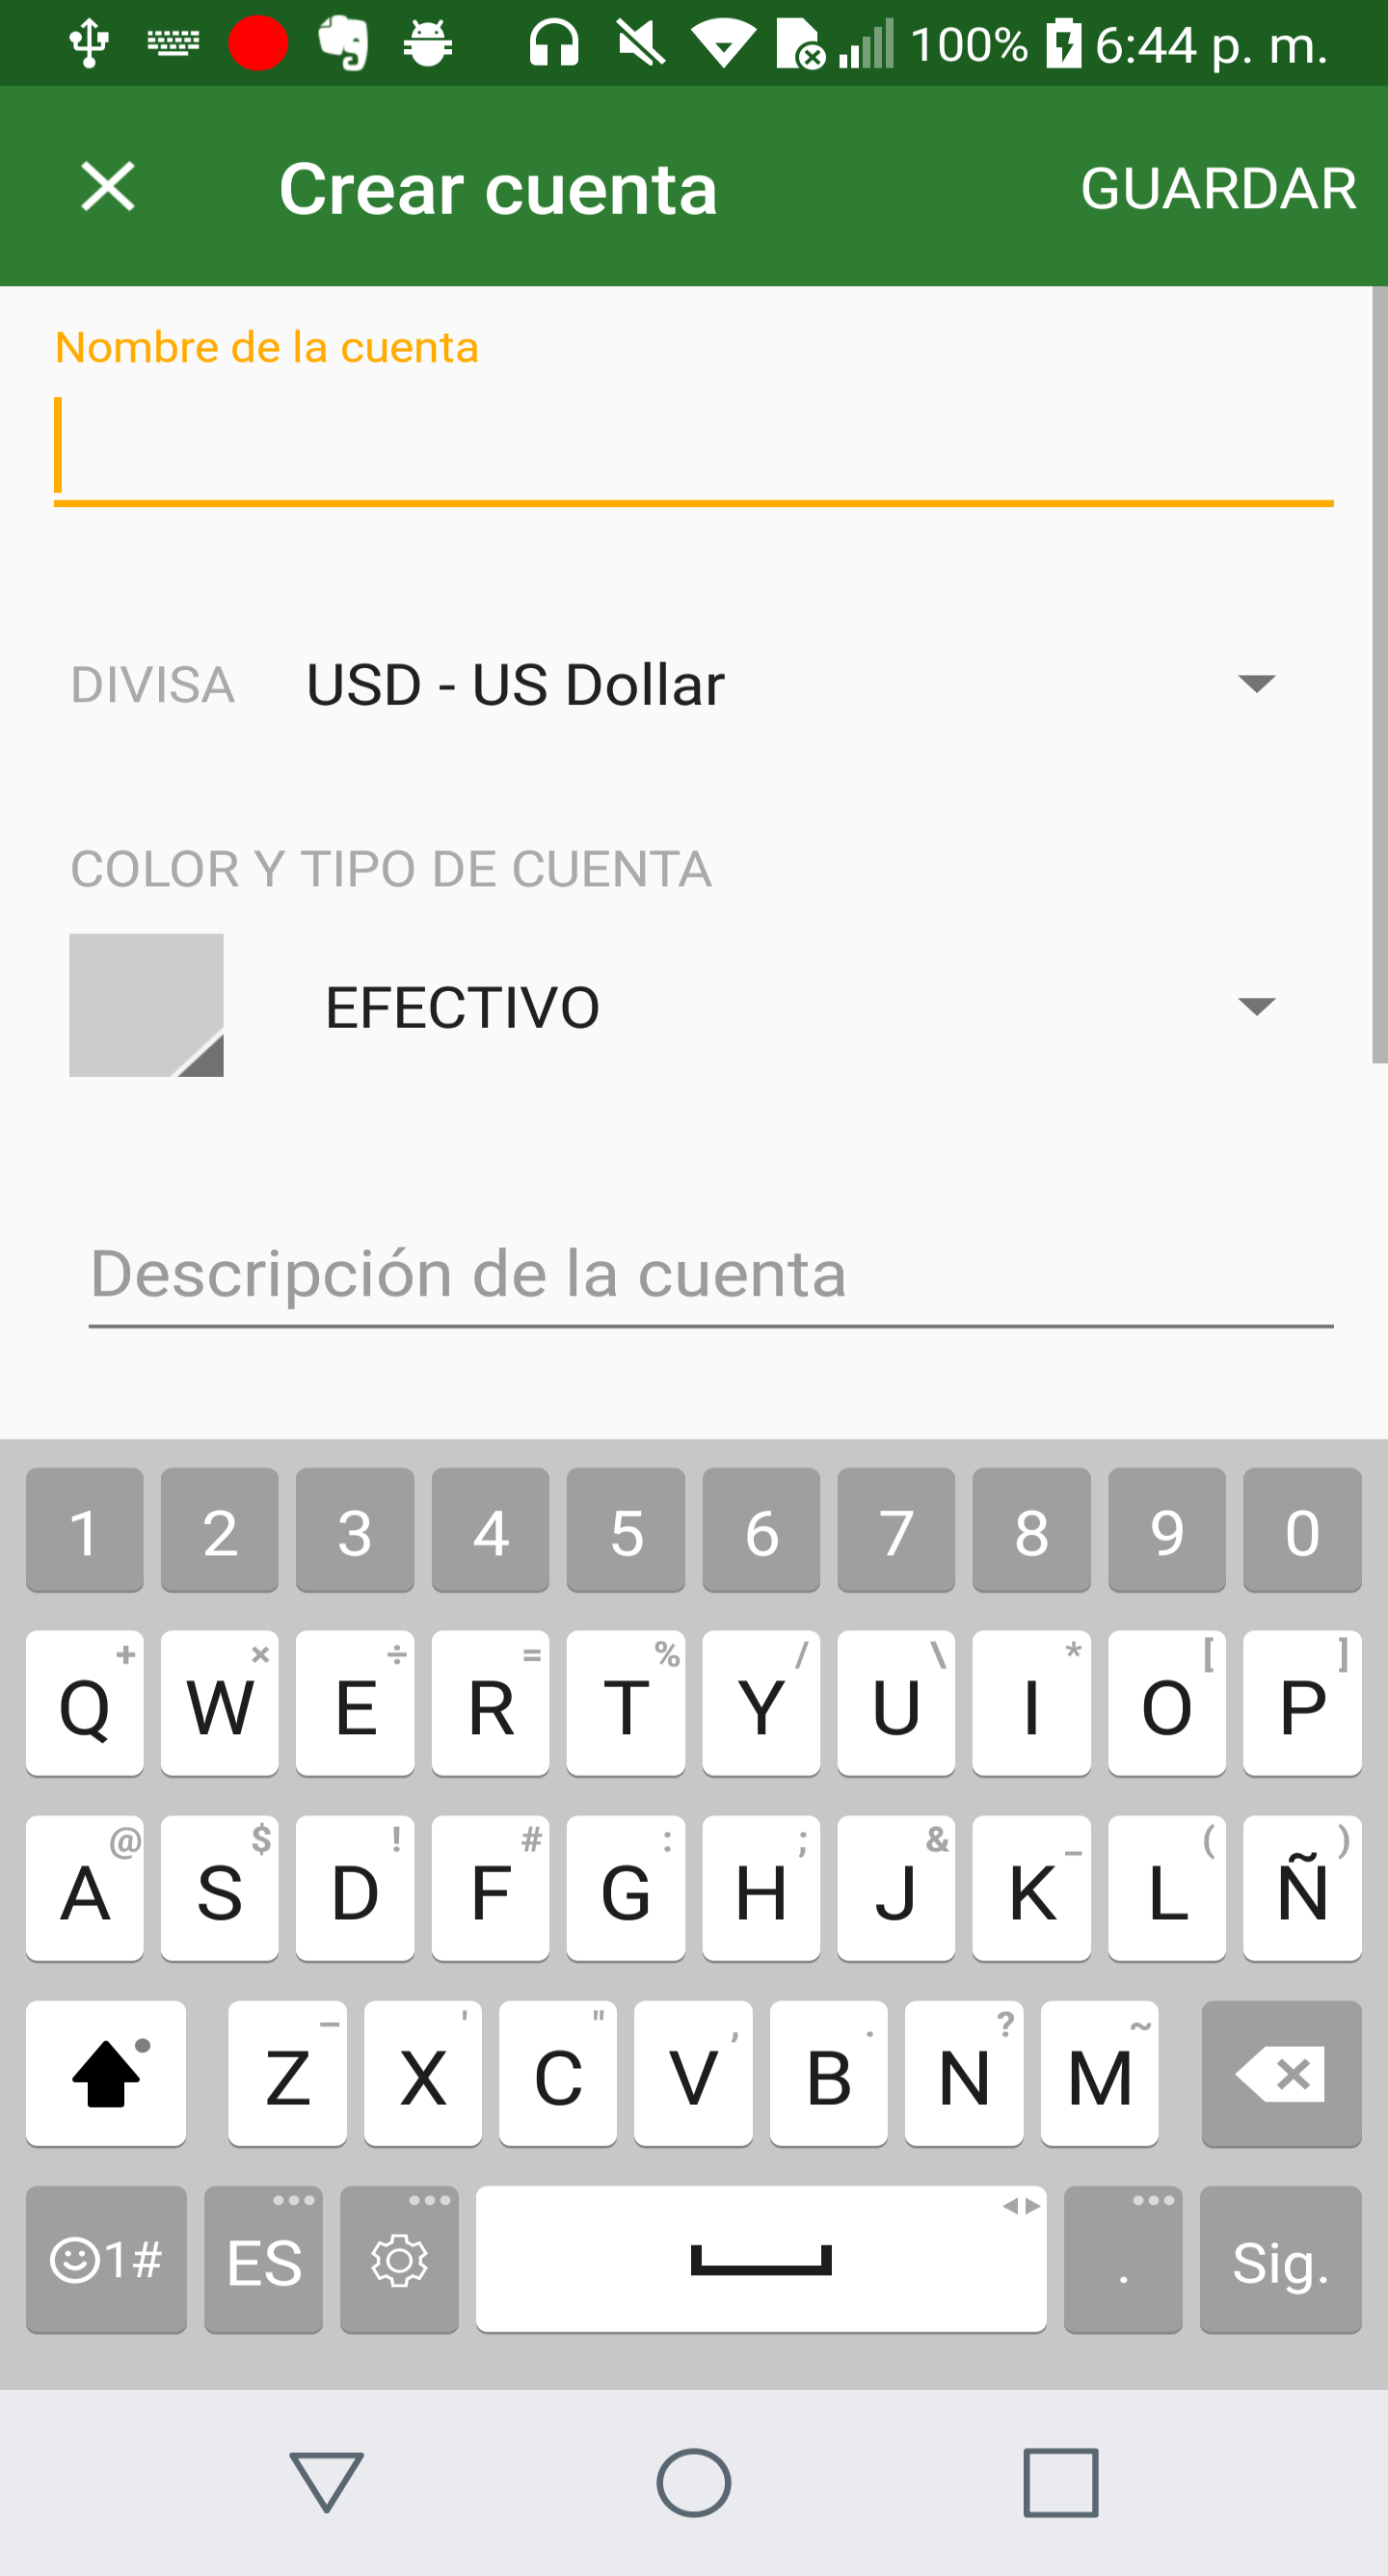 100% 6:44 p. m.
Crear cuenta GUARDAR
Nombre de la cuenta
DIVISA USD - US Dollar
COLOR Y TIPO DE CUENTA
EFECTIVO
Descripción de la cuenta
1 2 3 4 5 6 7 8 9 0
+ × ÷ = % / \ * [ ]
Q W E R T Y U I O P
@ $ ! # : ; & _ ( )
A S D F G H J K L Ñ
– ' " , . ? ~
Z X C V B N M
1# ES . Sig.